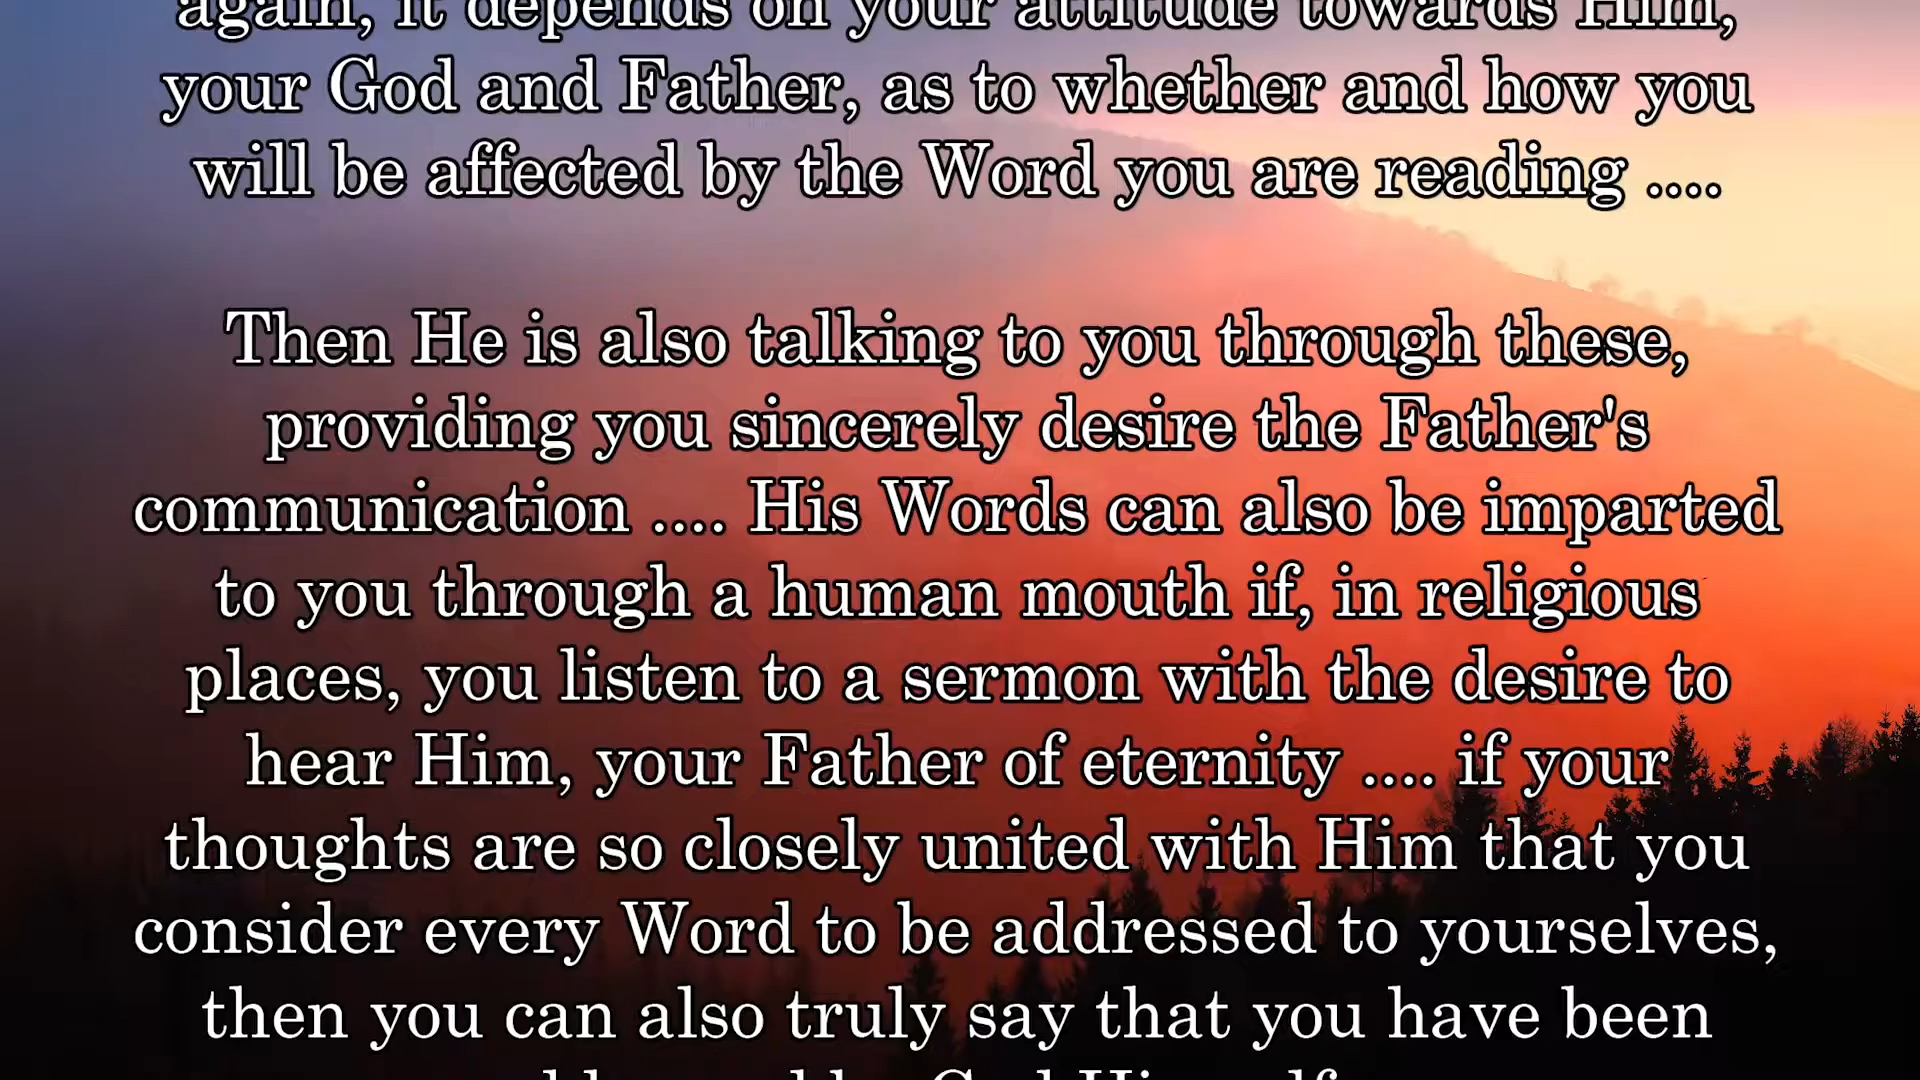 again, it depends on your attitude towards Him,
your God and Father, as to whether and how you
will be affected by the Word you are reading ....
Then He is also talking to you through these,
providing you sincerely desire the Father's
communication .... His Words can also be imparted
to you through a human mouth if, in religious
places, you listen to a sermon with the desire to
hear Him, your Father of eternity .... if your
thoughts are so closely united with Him that you
consider every Word to be addressed to yourselves,
then you can also truly say that you have been
by God Himself